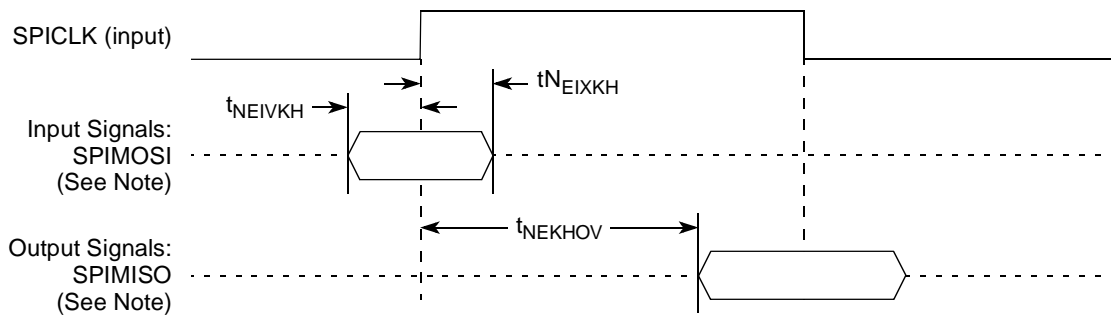 SPICLK (input)
tNEIXKH
tNEIVKH
Input Signals:
SPIMOSI
(See Note)
tNEKHOV
Output Signals:
SPIMISO
(See Note)